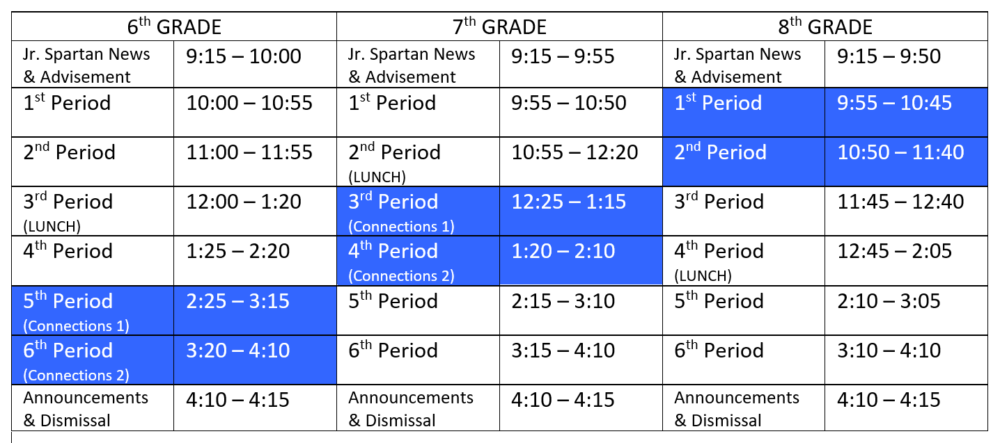 6th GRADE 7th GRADE 8th GRADE
Jr. Spartan News & Advisement 9:15 – 10:00 Jr. Spartan News & Advisement 9:15 – 9:55 Jr. Spartan News & Advisement 9:15 – 9:50
1st Period 10:00 – 10:55 1st Period 9:55 – 10:50 1st Period 9:55 – 10:45
2nd Period 11:00 – 11:55 2nd Period (LUNCH) 10:55 – 12:20 2nd Period 10:50 – 11:40
3rd Period (LUNCH) 12:00 – 1:20 3rd Period (Connections 1) 12:25 – 1:15 3rd Period 11:45 – 12:40
4th Period 1:25 – 2:20 4th Period (Connections 2) 1:20 – 2:10 4th Period (LUNCH) 12:45 – 2:05
5th Period (Connections 1) 2:25 – 3:15 5th Period 2:15 – 3:10 5th Period 2:10 – 3:05
6th Period (Connections 2) 3:20 – 4:10 6th Period 3:15 – 4:10 6th Period 3:10 – 4:10
Announcements & Dismissal 4:10 – 4:15 Announcements & Dismissal 4:10 – 4:15 Announcements & Dismissal 4:10 – 4:15